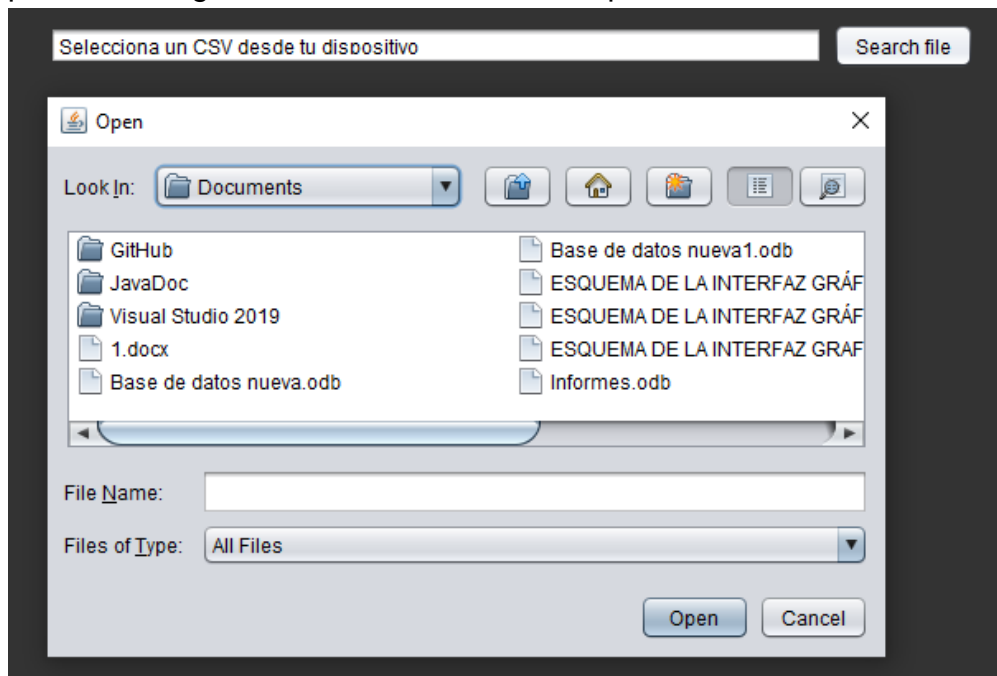 Selecciona un CSV desde tu dispositivo
Search file
Open
Look In:
Documents
GitHub
JavaDoc
Visual Studio 2019
1.docx
Base de datos nueva.odb
Base de datos nueva1.odb
ESQUEMA DE LA INTERFAZ GRÁF
ESQUEMA DE LA INTERFAZ GRÁF
ESQUEMA DE LA INTERFAZ GRAF
Informes.odb
File Name:
Files of Type:
All Files
Open
Cancel